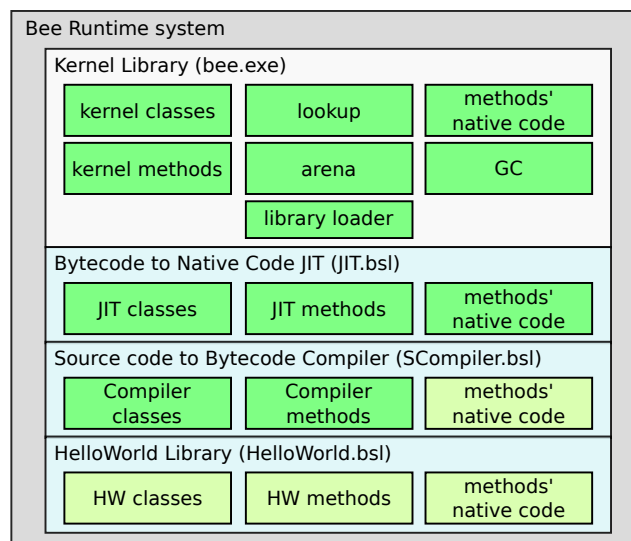 Bee Runtime system
Kernel Library (bee.exe)
kernel classes
lookup
methods'
native code
kernel methods
arena
GC
library loader
Bytecode to Native Code JIT (JIT.bsl)
JIT classes
JIT methods
methods'
native code
Source code to Bytecode Compiler (SCompiler.bsl)
Compiler
classes
Compiler
methods
methods'
native code
HelloWorld Library (HelloWorld.bsl)
HW classes
HW methods
methods'
native code